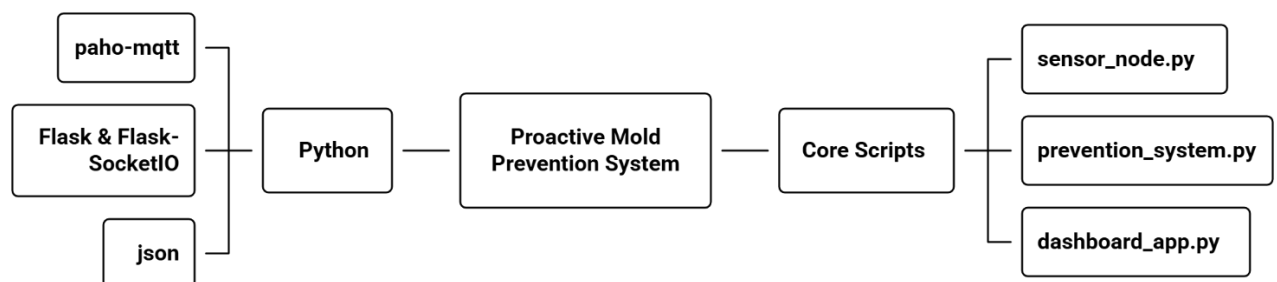 paho-mqtt
Flask & Flask-
SocketIO
json
Python
Proactive Mold
Prevention System
Core Scripts
sensor_node.py
prevention_system.py
dashboard_app.py